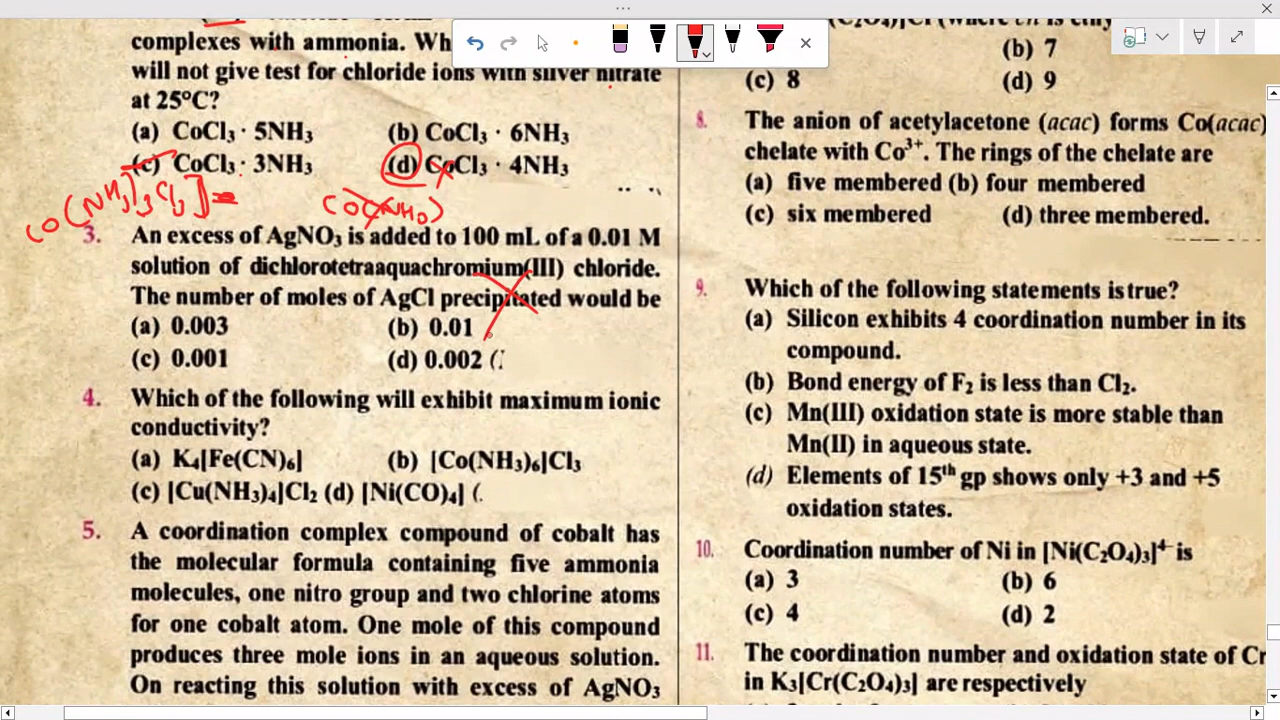 complexes with ammonia. Wh
will not give test for chloride ions with silver nitrate
at 25°C?
(a) CoCl₃ · 5NH₃ (b) CoCl₃ · 6NH₃
(c) CoCl₃ · 3NH₃ (d) CoCl₃ · 4NH₃
3. An excess of AgNO₃ is added to 100 mL of a 0.01 M
solution of dichlorotetraaquachromium(III) chloride.
The number of moles of AgCl precipitated would be
(a) 0.003 (b) 0.01
(c) 0.001 (d) 0.002 (
4. Which of the following will exhibit maximum ionic
conductivity?
(a) K₄[Fe(CN)₆] (b) [Co(NH₃)₆]Cl₃
(c) [Cu(NH₃)₄]Cl₂ (d) [Ni(CO)₄] (
5. A coordination complex compound of cobalt has
the molecular formula containing five ammonia
molecules, one nitro group and two chlorine atoms
for one cobalt atom. One mole of this compound
produces three mole ions in an aqueous solution.
On reacting this solution with excess of AgNO₃
(b) 7
(c) 8 (d) 9
8. The anion of acetylacetone (acac) forms Co(acac)
chelate with Co³⁺. The rings of the chelate are
(a) five membered (b) four membered
(c) six membered (d) three membered.
9. Which of the following statements is true?
(a) Silicon exhibits 4 coordination number in its
compound.
(b) Bond energy of F₂ is less than Cl₂.
(c) Mn(III) oxidation state is more stable than
Mn(II) in aqueous state.
(d) Elements of 15ᵗʰ gp shows only +3 and +5
oxidation states.
10. Coordination number of Ni in [Ni(C₂O₄)₃]⁴⁻ is
(a) 3 (b) 6
(c) 4 (d) 2
11. The coordination number and oxidation state of Cr
in K₃[Cr(C₂O₄)₃] are respectively